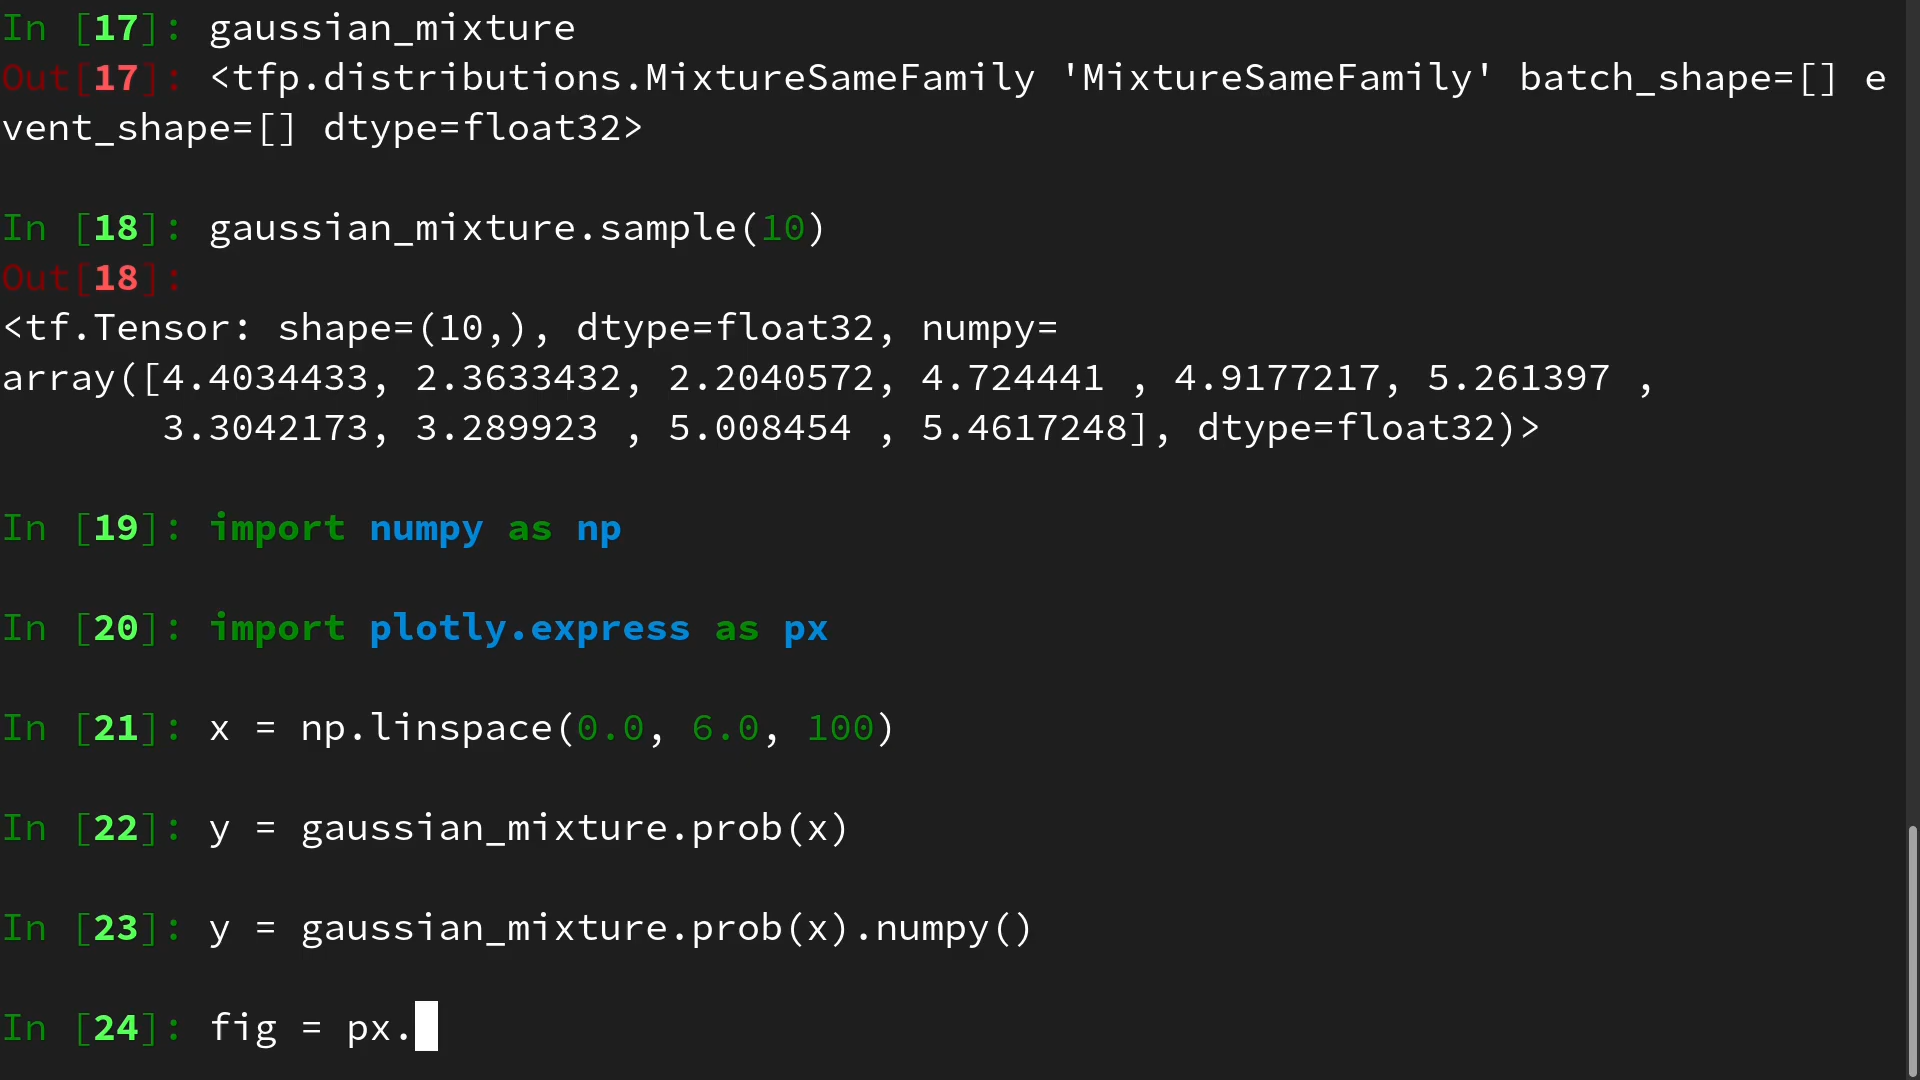 In [17]: gaussian_mixture
Out[17]: <tfp.distributions.MixtureSameFamily 'MixtureSameFamily' batch_shape=[] e
vent_shape=[] dtype=float32>
In [18]: gaussian_mixture.sample(10)
Out[18]:
<tf.Tensor: shape=(10,), dtype=float32, numpy=
array([4.4034433, 2.3633432, 2.2040572, 4.724441 , 4.9177217, 5.261397 ,
       3.3042173, 3.289923 , 5.008454 , 5.4617248], dtype=float32)>
In [19]: import numpy as np
In [20]: import plotly.express as px
In [21]: x = np.linspace(0.0, 6.0, 100)
In [22]: y = gaussian_mixture.prob(x)
In [23]: y = gaussian_mixture.prob(x).numpy()
In [24]: fig = px.